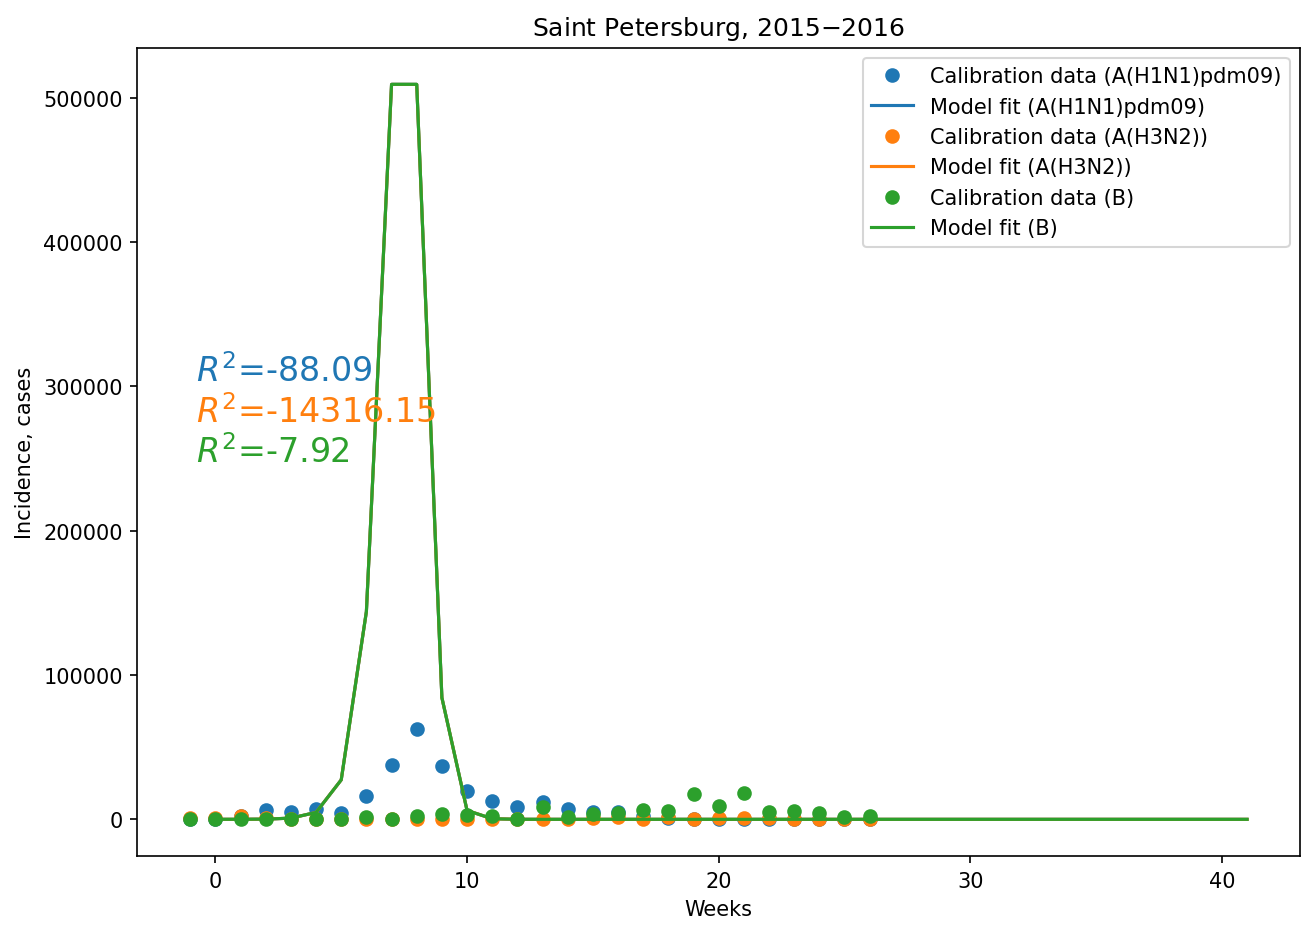 Saint Petersburg, 2015−2016
Calibration data (A(H1N1)pdm09)
Model fit (A(H1N1)pdm09)
Calibration data (A(H3N2))
Model fit (A(H3N2))
Calibration data (B)
Model fit (B)
Incidence, cases
500000
400000
300000
200000
100000
0
R²=-88.09
R²=-14316.15
R²=-7.92
0 10 20 30 40
Weeks